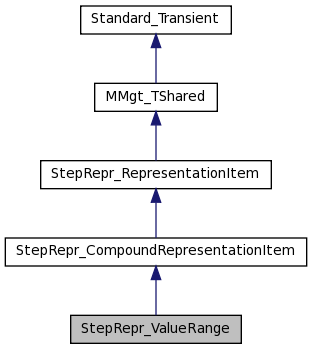 Standard_Transient
MMgt_TShared
StepRepr_RepresentationItem
StepRepr_CompoundRepresentationItem
StepRepr_ValueRange